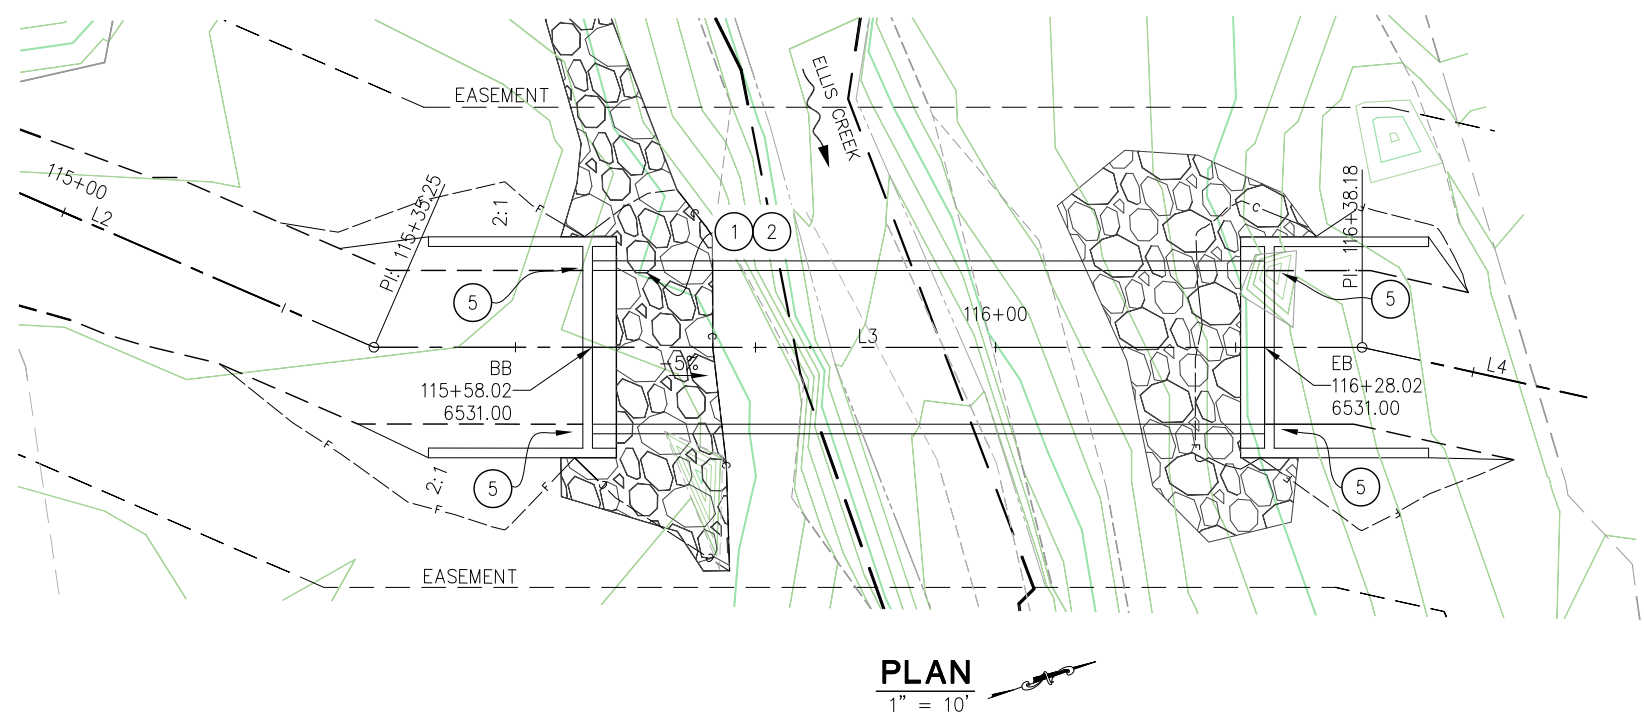 EASEMENT
ELLIS CREEK
115+00
L2
PI: 115+35.25
2:1
F
C
1
2
PI: 116+38.18
5
5
116+00
L3
BB
115+58.02
6531.00
-5%
EB
116+28.02
6531.00
L4
F
C
2:1
5
5
F
F
C
EASEMENT
PLAN
1" = 10'